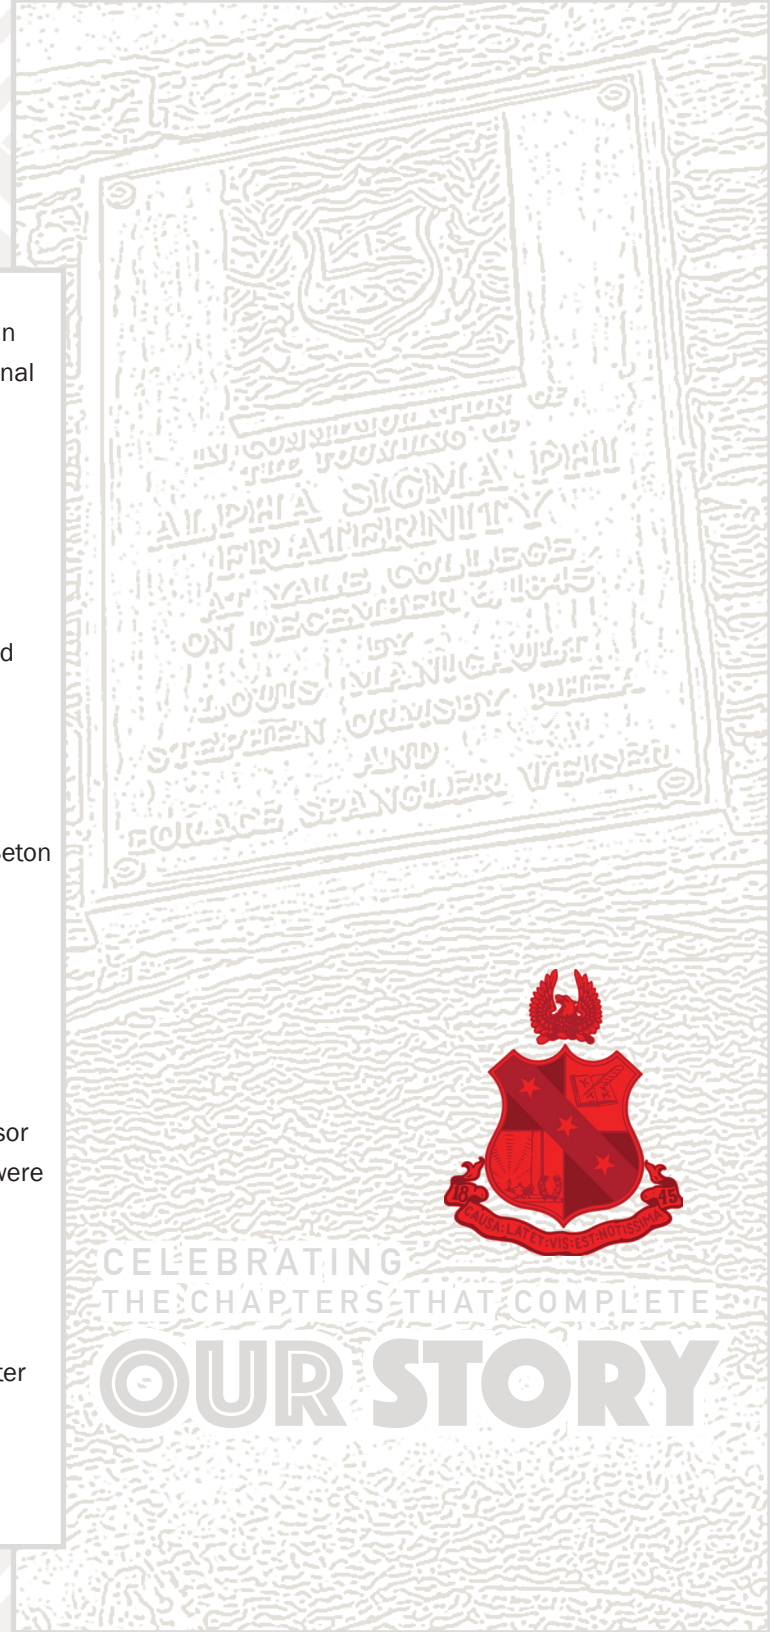 n
nal
d
eton
sor
were
ter
IN COMMEMORATION OF
THE FOUNDING OF
ALPHA SIGMA PHI
FRATERNITY
AT YALE COLLEGE
ON DECEMBER 6, 1845
BY
LOUIS MANIGAULT
STEPHEN ORMSBY RHEA
AND
HORACE SPANGLER WEISER
18
45
CAUSA:LATET:VIS:EST:NOTISSIMA
CELEBRATING
THE CHAPTERS THAT COMPLETE
OUR STORY